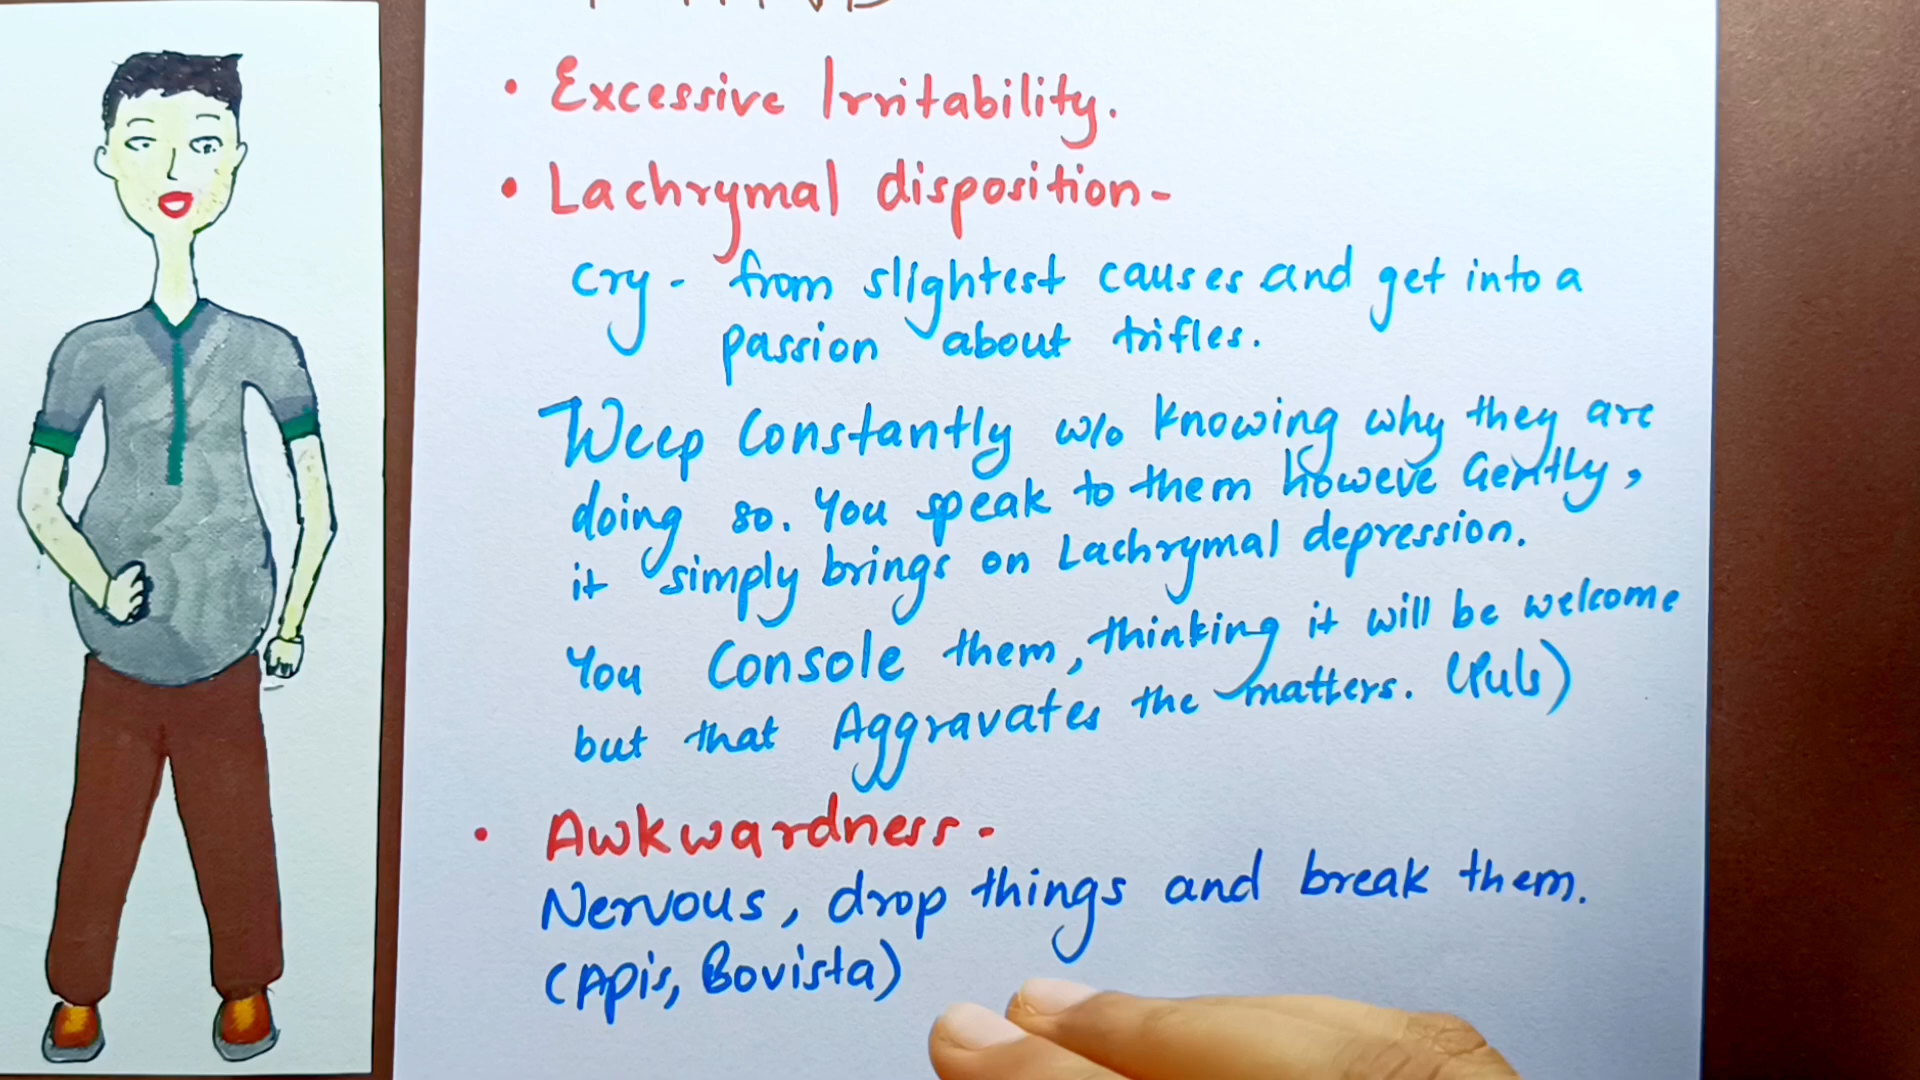 • Excessive Irritability.
• Lachrymal disposition-
cry - from slightest causes and get into a
passion about trifles.
Weep Constantly w/o knowing why they are
doing so. You speak to them howeve Gently,
it simply brings on Lachrymal depression.
You Console them, thinking it will be welcome
but that Aggravates the matters. (Puls)
• Awkwardness-
Nervous, drop things and break them.
(Apis, Bovista)